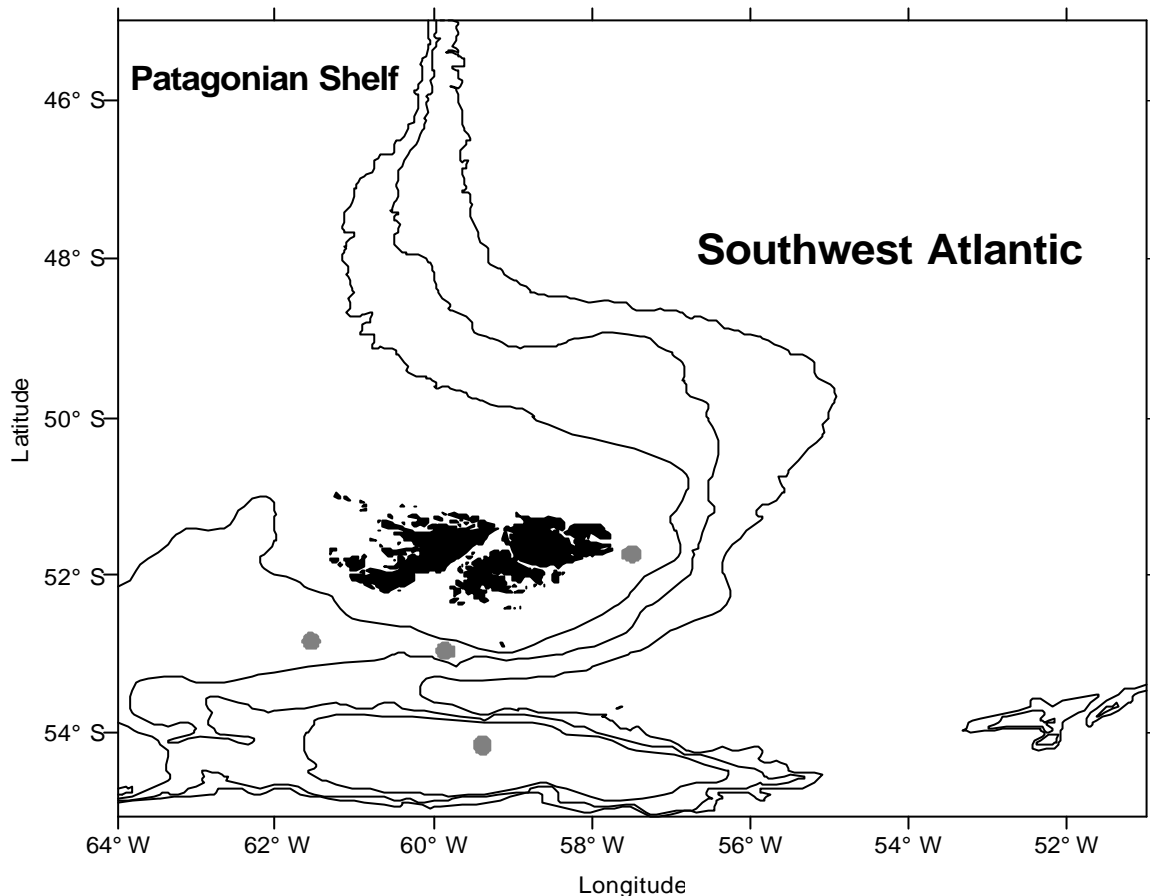 Patagonian Shelf
46° S
Southwest Atlantic
48° S
50° S
Latitude
52° S
54° S
64° W
62° W
60° W
58° W
56° W
54° W
52° W
Longitude